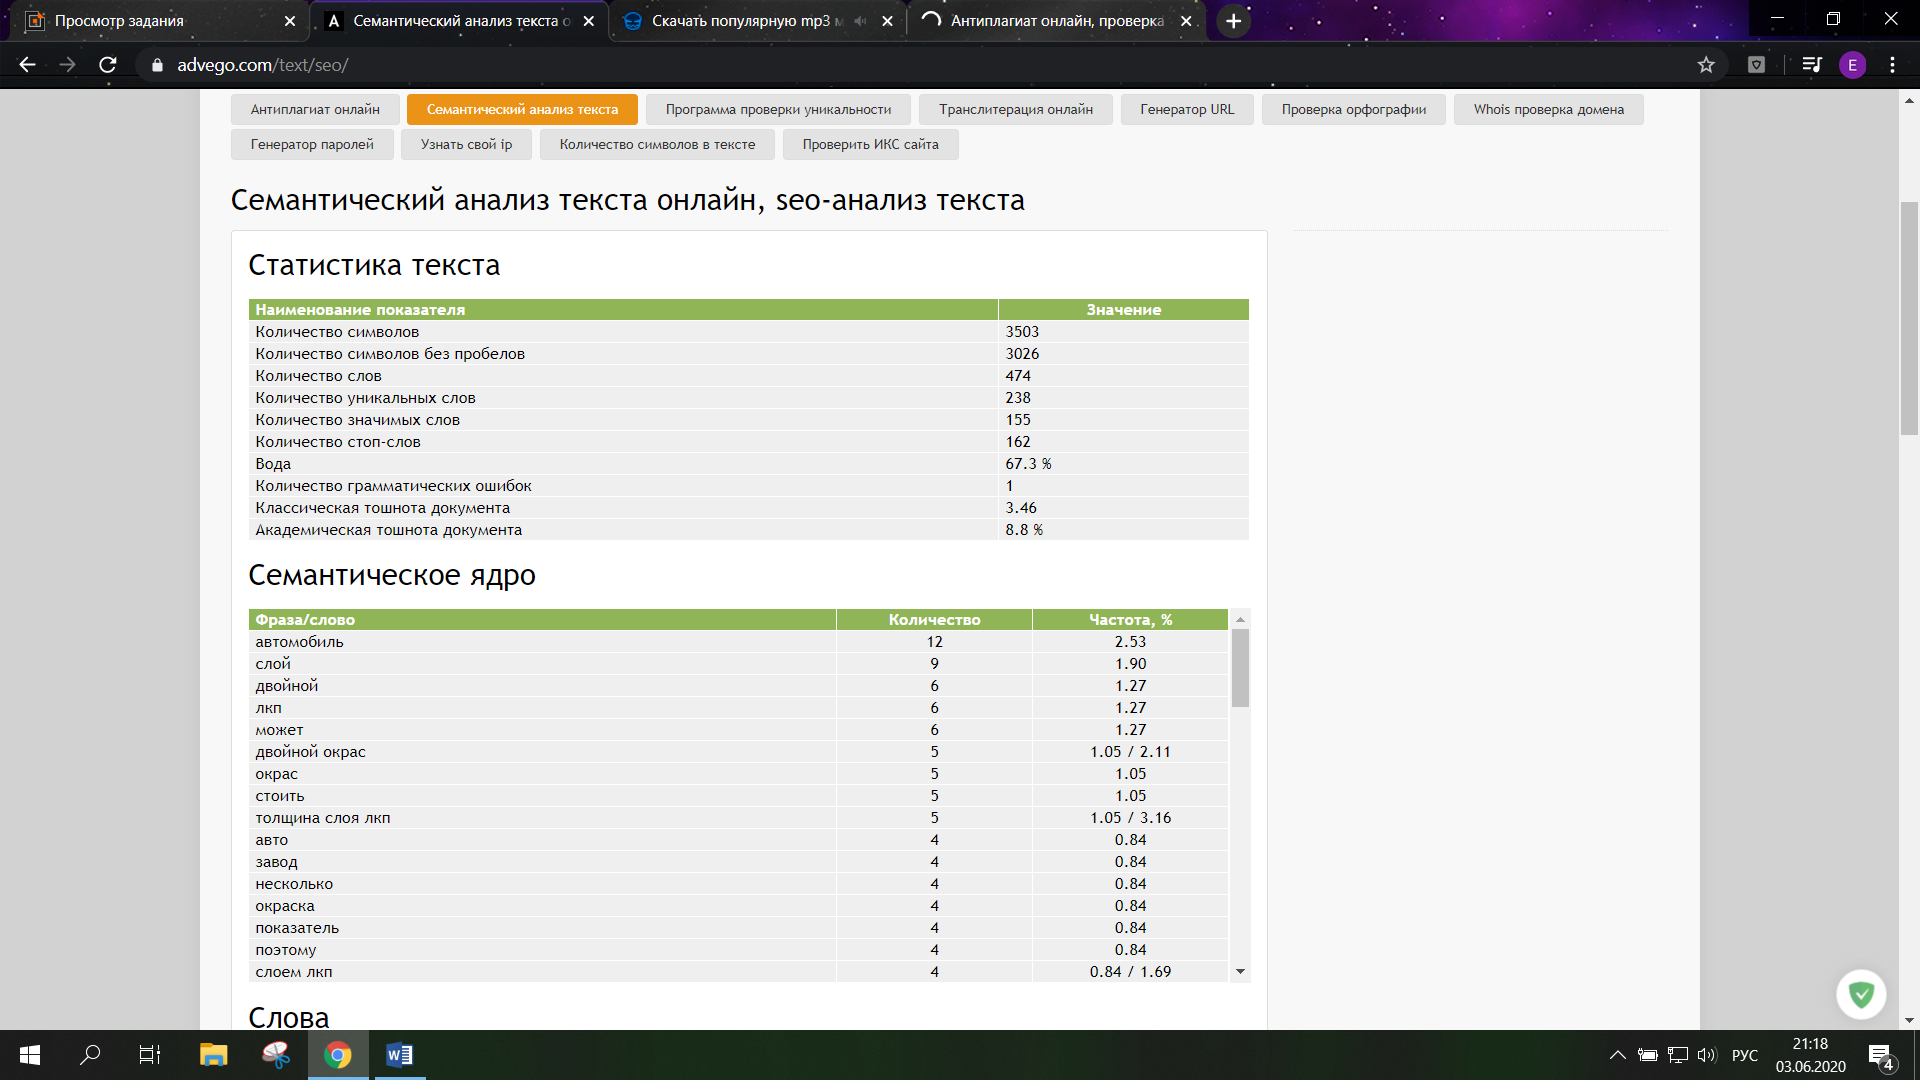 Просмотр задания
Семантический анализ текста о
Скачать популярную mp3 м
Антиплагиат онлайн, проверка
advego.com/text/seo/
E
Антиплагиат онлайн
Семантический анализ текста
Программа проверки уникальности
Транслитерация онлайн
Генератор URL
Проверка орфографии
Whois проверка домена
Генератор паролей
Узнать свой ip
Количество символов в тексте
Проверить ИКС сайта
Семантический анализ текста онлайн, seo-анализ текста
Статистика текста
Наименование показателя Значение
Количество символов 3503
Количество символов без пробелов 3026
Количество слов 474
Количество уникальных слов 238
Количество значимых слов 155
Количество стоп-слов 162
Вода 67.3 %
Количество грамматических ошибок 1
Классическая тошнота документа 3.46
Академическая тошнота документа 8.8 %
Семантическое ядро
Фраза/слово Количество Частота, %
автомобиль 12 2.53
слой 9 1.90
двойной 6 1.27
лкп 6 1.27
может 6 1.27
двойной окрас 5 1.05 / 2.11
окрас 5 1.05
стоить 5 1.05
толщина слоя лкп 5 1.05 / 3.16
авто 4 0.84
завод 4 0.84
несколько 4 0.84
окраска 4 0.84
показатель 4 0.84
поэтому 4 0.84
слоем лкп 4 0.84 / 1.69
Слова
РУС
21:18
03.06.2020
4